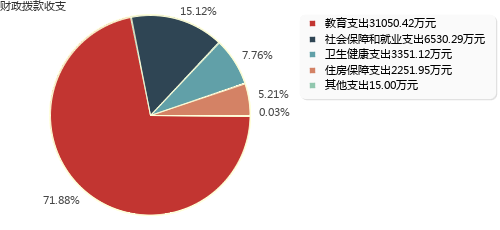 财政拨款收支
15.12%
7.76%
5.21%
0.03%
71.88%
教育支出31050.42万元
社会保障和就业支出6530.29万元
卫生健康支出3351.12万元
住房保障支出2251.95万元
其他支出15.00万元